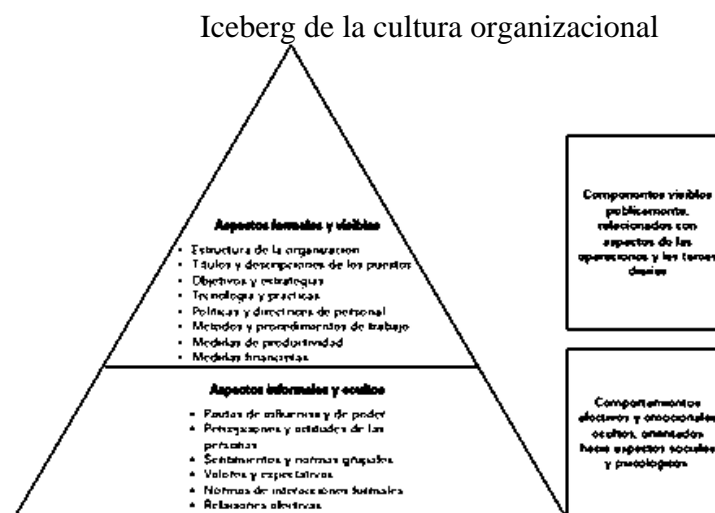 Iceberg de la cultura organizacional
Aspectos formales y visibles
• Estructura de la organización
• Títulos y descripciones de los puestos
• Objetivos y estrategias
• Tecnología y prácticas
• Políticas y directrices de personal
• Métodos y procedimientos de trabajo
• Medidas de productividad
• Medidas financieras
Aspectos informales y ocultos
• Pautas de influencia y de poder
• Percepciones y actitudes de las
personas
• Sentimientos y normas grupales
• Valores y expectativas
• Normas de interacciones formales
• Relaciones afectivas
Componentes visibles
públicamente,
relacionados con
aspectos de las
operaciones y las tareas
diarias
Comportamientos
afectivos y emocionales
ocultos, orientados
hacia aspectos sociales
y psicológicos